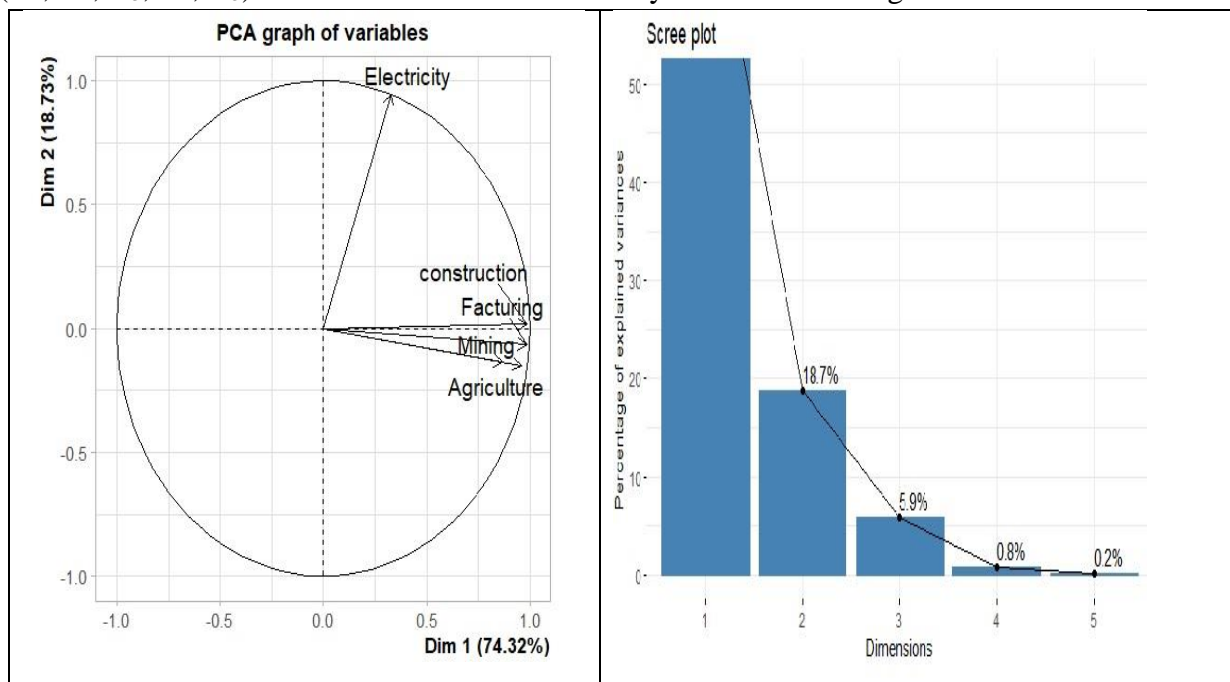 PCA graph of variables
Dim 2 (18.73%)
1.0
0.5
0.0
-0.5
-1.0
Electricity
construction
Facturing
Mining
Agriculture
-1.0 -0.5 0.0 0.5 1.0
Dim 1 (74.32%)
Scree plot
Percentage of explained variances
50
40
30
20
10
0
18.7%
5.9%
0.8%
0.2%
1 2 3 4 5
Dimensions